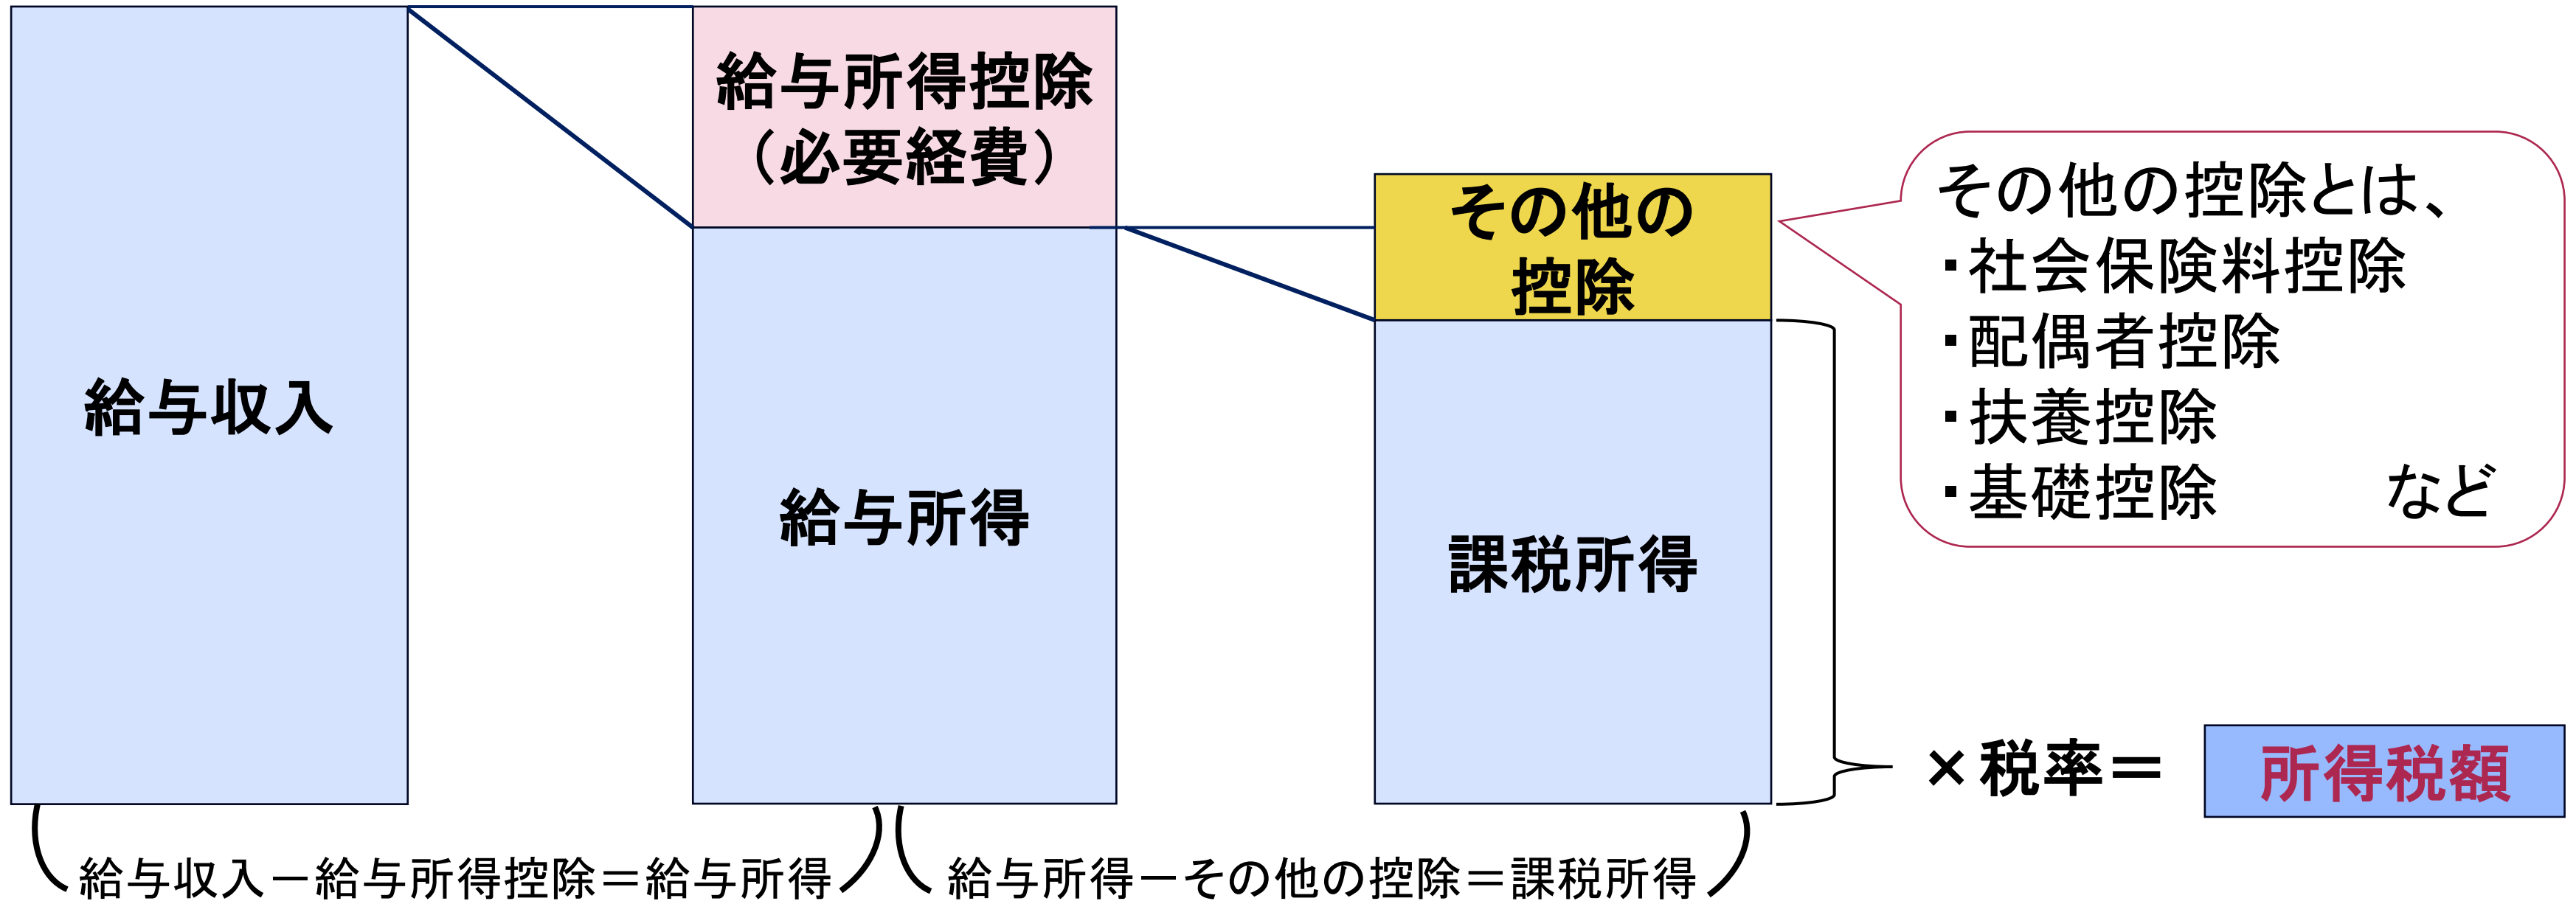 給与収入
給与所得控除
（必要経費）
給与所得
その他の
控除
課税所得
その他の控除とは、
・社会保険料控除
・配偶者控除
・扶養控除
・基礎控除　　など
×税率＝
所得税額
給与収入－給与所得控除＝給与所得
給与所得－その他の控除＝課税所得